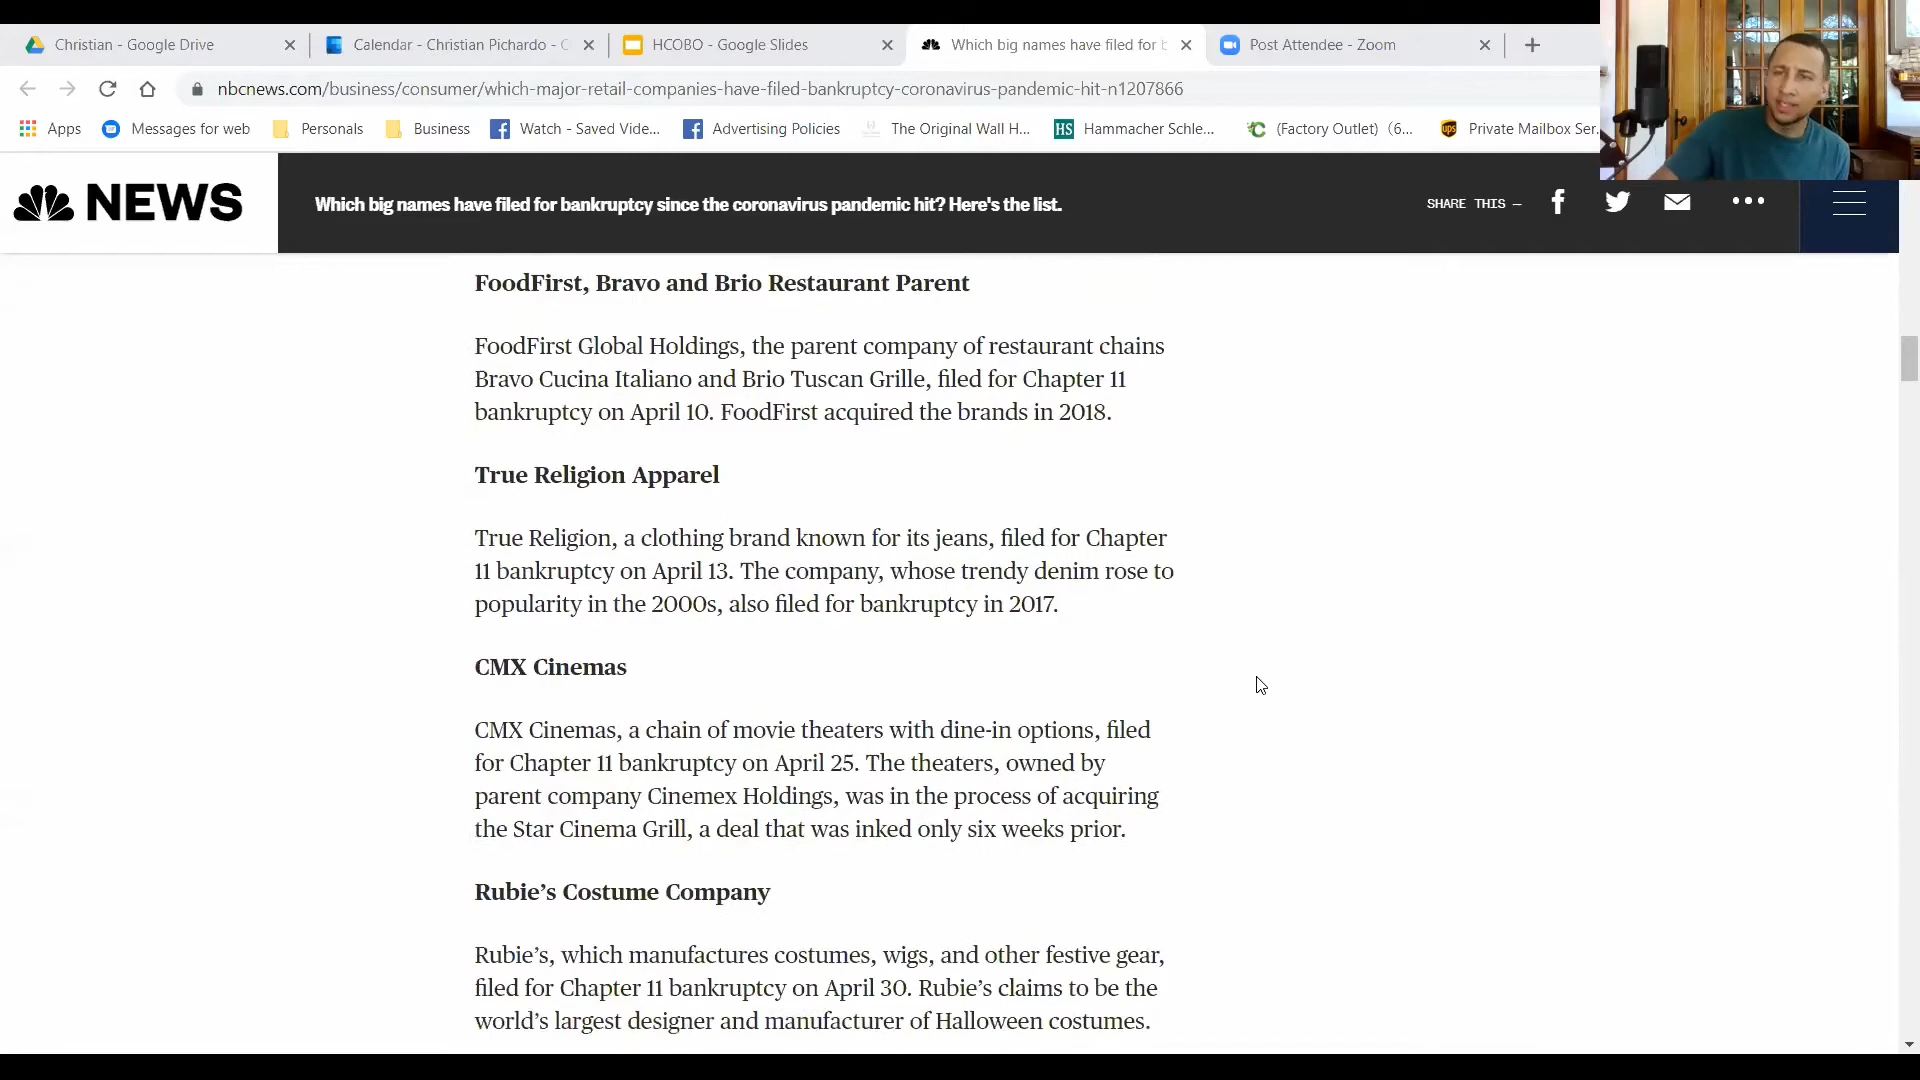 Christian - Google Drive
Calendar - Christian Pichardo - C
HCOBO - Google Slides
Which big names have filed for b
Post Attendee - Zoom
nbcnews.com/business/consumer/which-major-retail-companies-have-filed-bankruptcy-coronavirus-pandemic-hit-n1207866
Apps
Messages for web
Personals
Business
Watch - Saved Vide...
Advertising Policies
The Original Wall H...
HS
Hammacher Schle...
(Factory Outlet)（6...
ups
Private Mailbox Ser...
NEWS
Which big names have filed for bankruptcy since the coronavirus pandemic hit? Here's the list.
SHARE THIS —
FoodFirst, Bravo and Brio Restaurant Parent
FoodFirst Global Holdings, the parent company of restaurant chains
Bravo Cucina Italiano and Brio Tuscan Grille, filed for Chapter 11
bankruptcy on April 10. FoodFirst acquired the brands in 2018.
True Religion Apparel
True Religion, a clothing brand known for its jeans, filed for Chapter
11 bankruptcy on April 13. The company, whose trendy denim rose to
popularity in the 2000s, also filed for bankruptcy in 2017.
CMX Cinemas
CMX Cinemas, a chain of movie theaters with dine-in options, filed
for Chapter 11 bankruptcy on April 25. The theaters, owned by
parent company Cinemex Holdings, was in the process of acquiring
the Star Cinema Grill, a deal that was inked only six weeks prior.
Rubie’s Costume Company
Rubie’s, which manufactures costumes, wigs, and other festive gear,
filed for Chapter 11 bankruptcy on April 30. Rubie’s claims to be the
world’s largest designer and manufacturer of Halloween costumes.